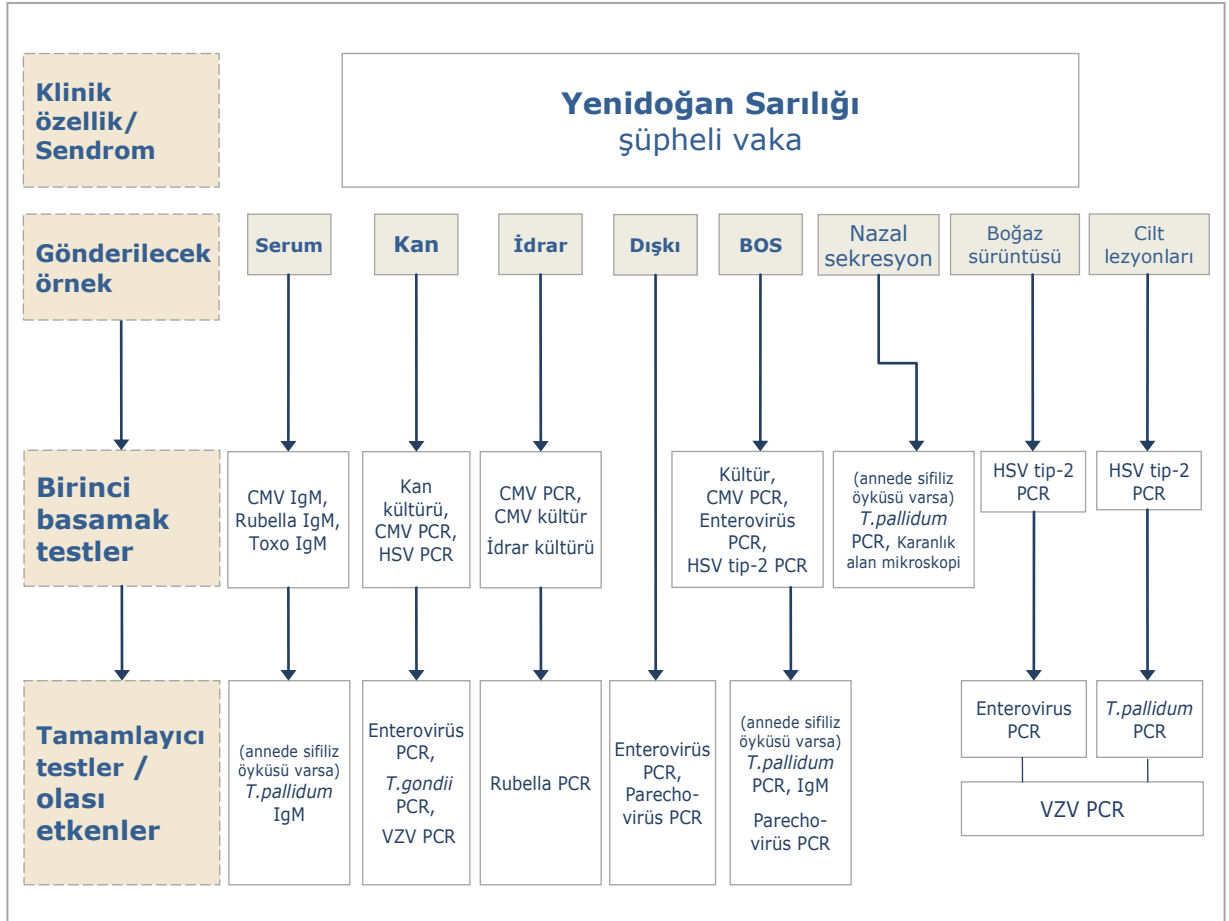 Klinik
özellik/
Sendrom
Yenidoğan Sarılığı
şüpheli vaka
Gönderilecek
örnek
Serum
Kan
İdrar
Dışkı
BOS
Nazal
sekresyon
Boğaz
sürüntüsü
Cilt
lezyonları
Birinci
basamak
testler
CMV IgM,
Rubella IgM,
Toxo IgM
Kan
kültürü,
CMV PCR,
HSV PCR
CMV PCR,
CMV kültür
İdrar kültürü
Kültür,
CMV PCR,
Enterovirüs
PCR,
HSV tip-2 PCR
(annede sifiliz
öyküsü varsa)
T.pallidum
PCR, Karanlık
alan mikroskopi
HSV tip-2
PCR
HSV tip-2
PCR
Tamamlayıcı
testler /
olası
etkenler
(annede sifiliz
öyküsü varsa)
T.pallidum
IgM
Enterovirüs
PCR,
T.gondii
PCR,
VZV PCR
Rubella PCR
Enterovirüs
PCR,
Parecho-
virüs PCR
(annede sifiliz
öyküsü varsa)
T.pallidum
PCR, IgM
Parecho-
virüs PCR
Enterovirus
PCR
T.pallidum
PCR
VZV PCR